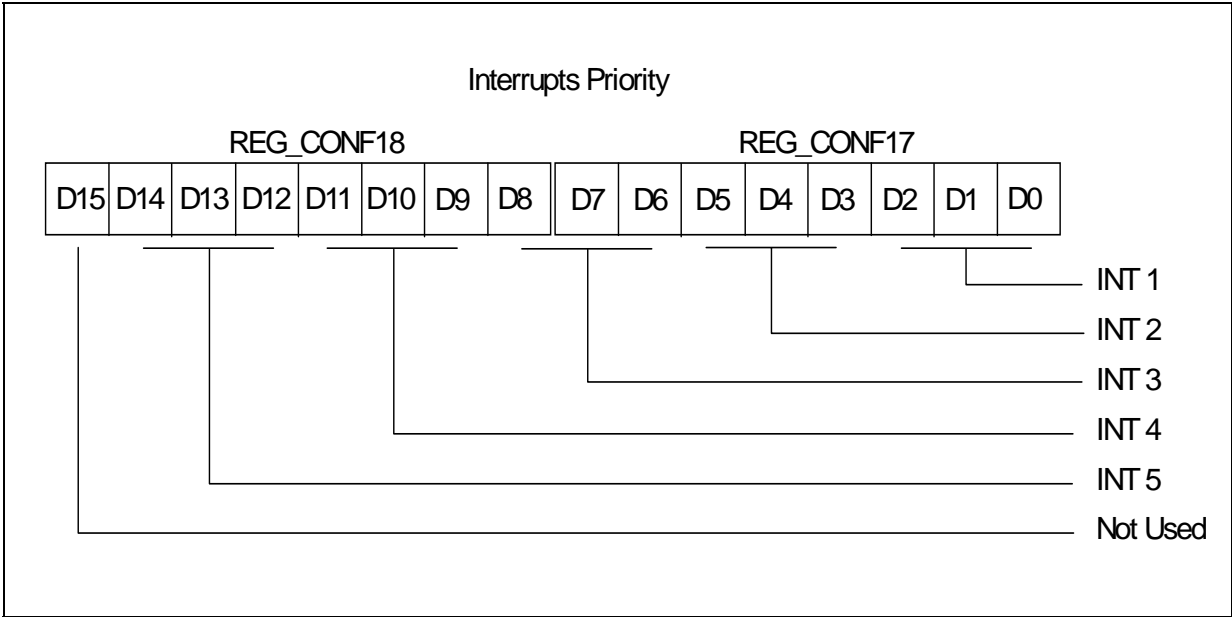 Interrupts Priority
REG_CONF18 REG_CONF17
D15 D14 D13 D12 D11 D10 D9 D8 D7 D6 D5 D4 D3 D2 D1 D0
INT 1
INT 2
INT 3
INT 4
INT 5
Not Used